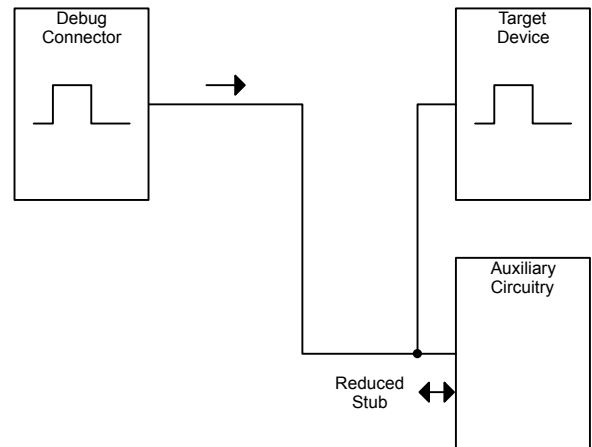 Debug
Connector
Target
Device
Auxiliary
Circuitry
Reduced
Stub